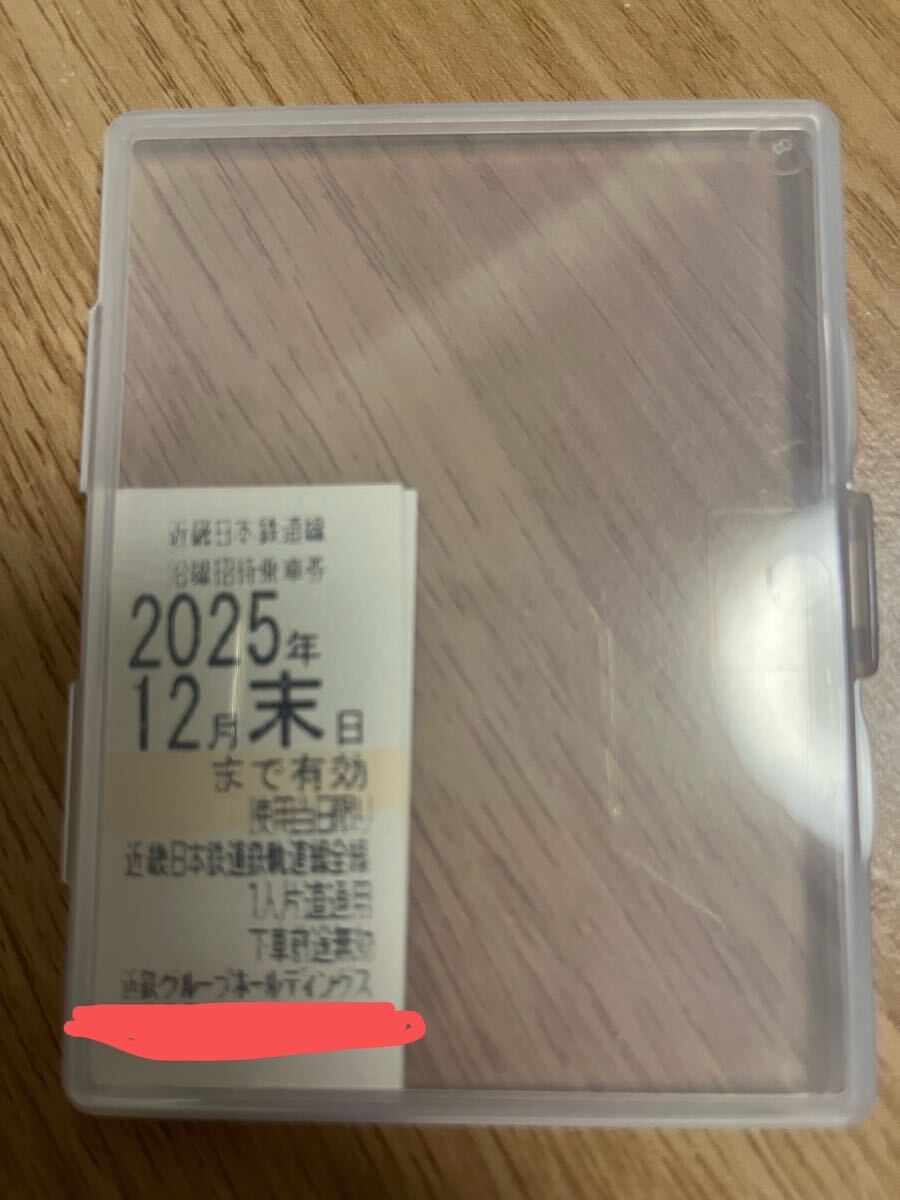 近畿日本鉄道線
沿線招待乗車券
2025年
12月末日
まで有効
使用当日限り
近畿日本鉄道鉄軌道線全線
1人片道通用
下車前途無効
近鉄グループホールディングス
8